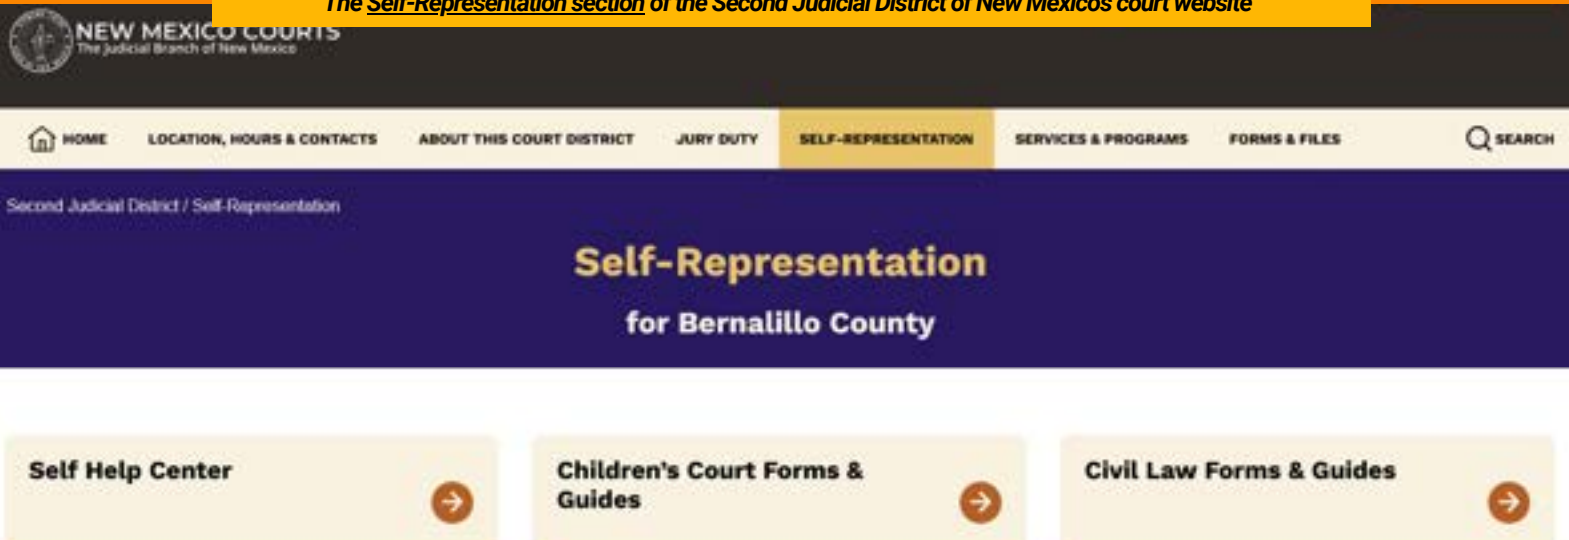 The Self-Representation section of the Second Judicial District of New Mexicos court website
NEW MEXICO COURTS
The Judicial Branch of New Mexico
HOME LOCATION, HOURS & CONTACTS ABOUT THIS COURT DISTRICT JURY DUTY SELF-REPRESENTATION SERVICES & PROGRAMS FORMS & FILES SEARCH
Second Judicial District / Self-Representation
Self-Representation
for Bernalillo County
Self Help Center
Children's Court Forms &
Guides
Civil Law Forms & Guides